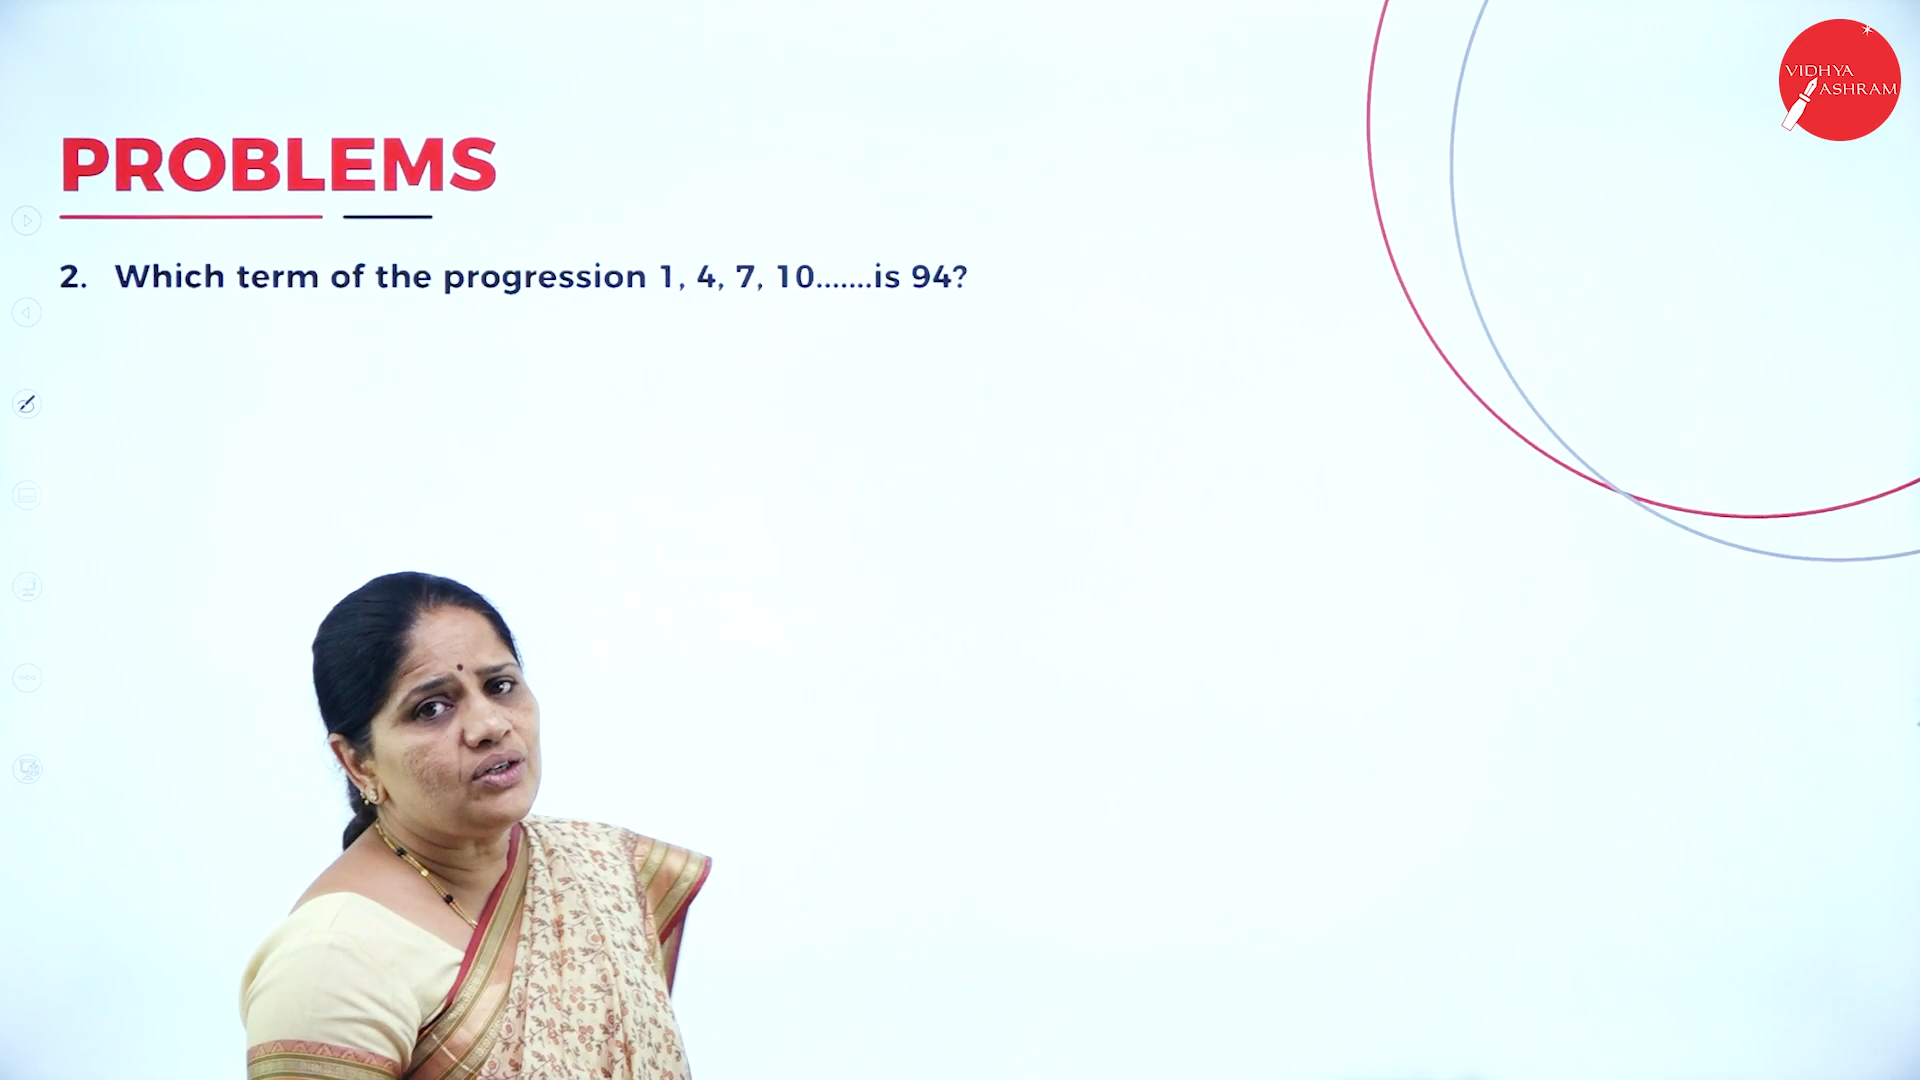 VIDHYA
ASHRAM
PROBLEMS
2. Which term of the progression 1, 4, 7, 10.......is 94?